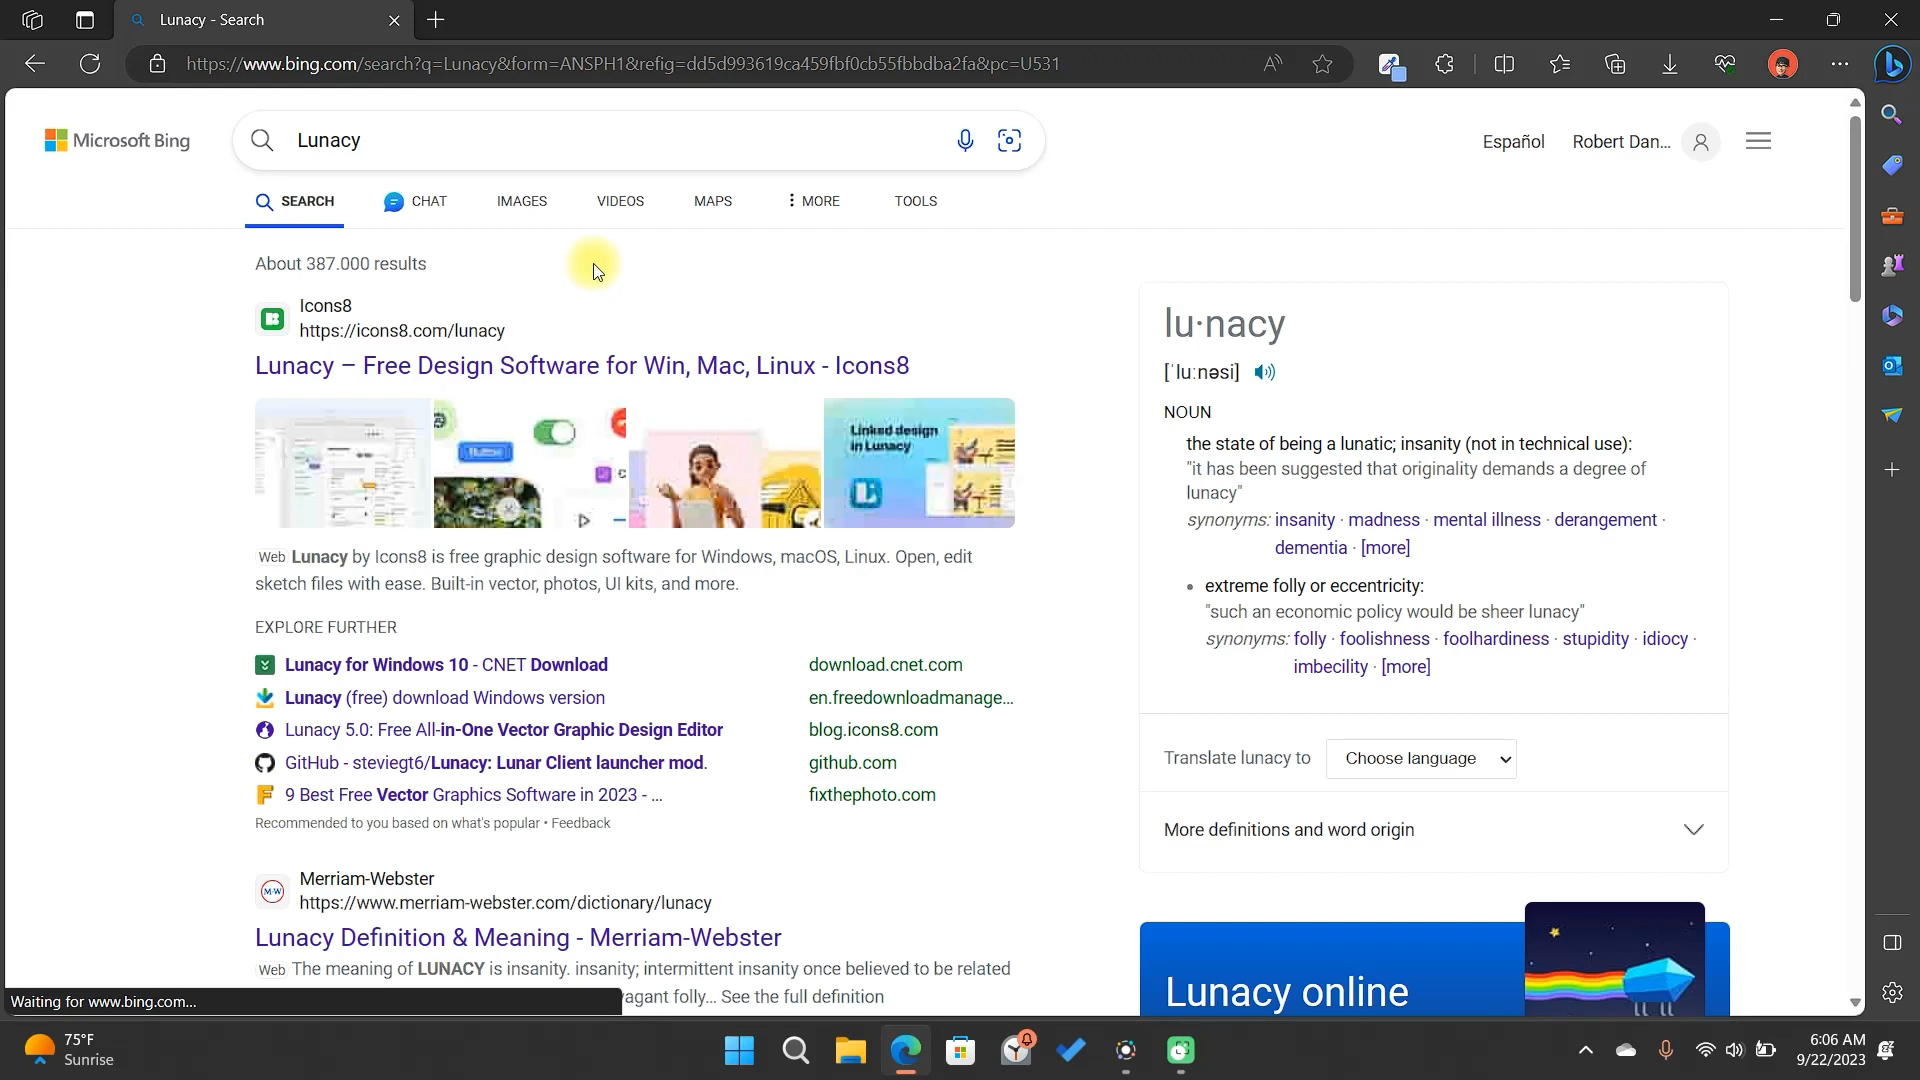 Lunacy - Search
https://www.bing.com/search?q=Lunacy&form=ANSPH1&refig=dd5d993619ca459fbf0cb55fbbdba2fa&pc=U531
Microsoft Bing
Lunacy
Español
Robert Dan...
SEARCH
CHAT
IMAGES
VIDEOS
MAPS
MORE
TOOLS
About 387.000 results
Icons8
https://icons8.com/lunacy
Lunacy – Free Design Software for Win, Mac, Linux - Icons8
Button
Linked design
in Lunacy
Web Lunacy by Icons8 is free graphic design software for Windows, macOS, Linux. Open, edit
sketch files with ease. Built-in vector, photos, UI kits, and more.
EXPLORE FURTHER
Lunacy for Windows 10 - CNET Download download.cnet.com
Lunacy (free) download Windows version en.freedownloadmanage...
Lunacy 5.0: Free All-in-One Vector Graphic Design Editor blog.icons8.com
GitHub - steviegt6/Lunacy: Lunar Client launcher mod. github.com
9 Best Free Vector Graphics Software in 2023 - ... fixthephoto.com
Recommended to you based on what's popular • Feedback
M-W
Merriam-Webster
https://www.merriam-webster.com/dictionary/lunacy
Lunacy Definition & Meaning - Merriam-Webster
Web The meaning of LUNACY is insanity. insanity; intermittent insanity once believed to be related
agant folly... See the full definition
Waiting for www.bing.com...
lu·nacy
[ˈluːnəsi]
NOUN
the state of being a lunatic; insanity (not in technical use):
"it has been suggested that originality demands a degree of
lunacy"
synonyms: insanity · madness · mental illness · derangement ·
dementia · [more]
• extreme folly or eccentricity:
"such an economic policy would be sheer lunacy"
synonyms: folly · foolishness · foolhardiness · stupidity · idiocy ·
imbecility · [more]
Translate lunacy to Choose language
More definitions and word origin
Lunacy online
75°F
Sunrise
6:06 AM
9/22/2023